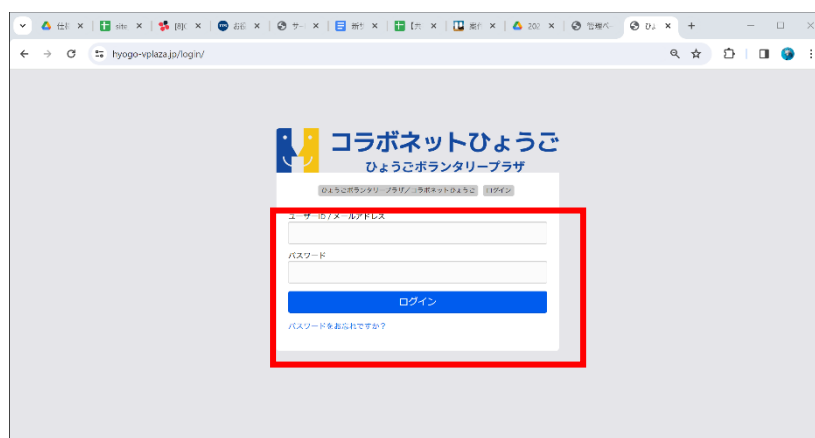 site
202
hyogo-vplaza.jp/login/
コラボネットひょうご
ひょうごボランタリープラザ
ひょうごボランタリープラザ/コラボネットひょうご ログイン
ユーザーID / メールアドレス
パスワード
ログイン
パスワードをお忘れですか？